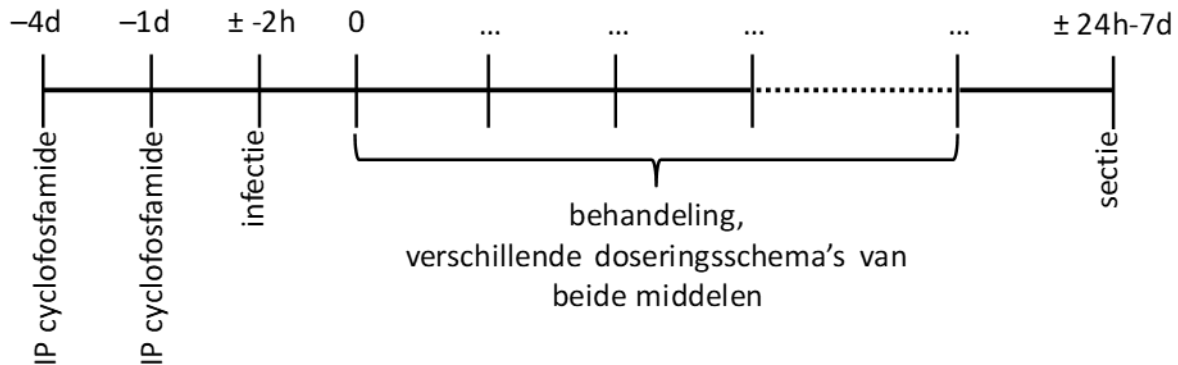 –4d –1d ± -2h 0 ... ... ... ... ± 24h-7d
IP cyclofosfamide
IP cyclofosfamide
infectie
sectie
behandeling,
verschillende doseringsschema's van
beide middelen